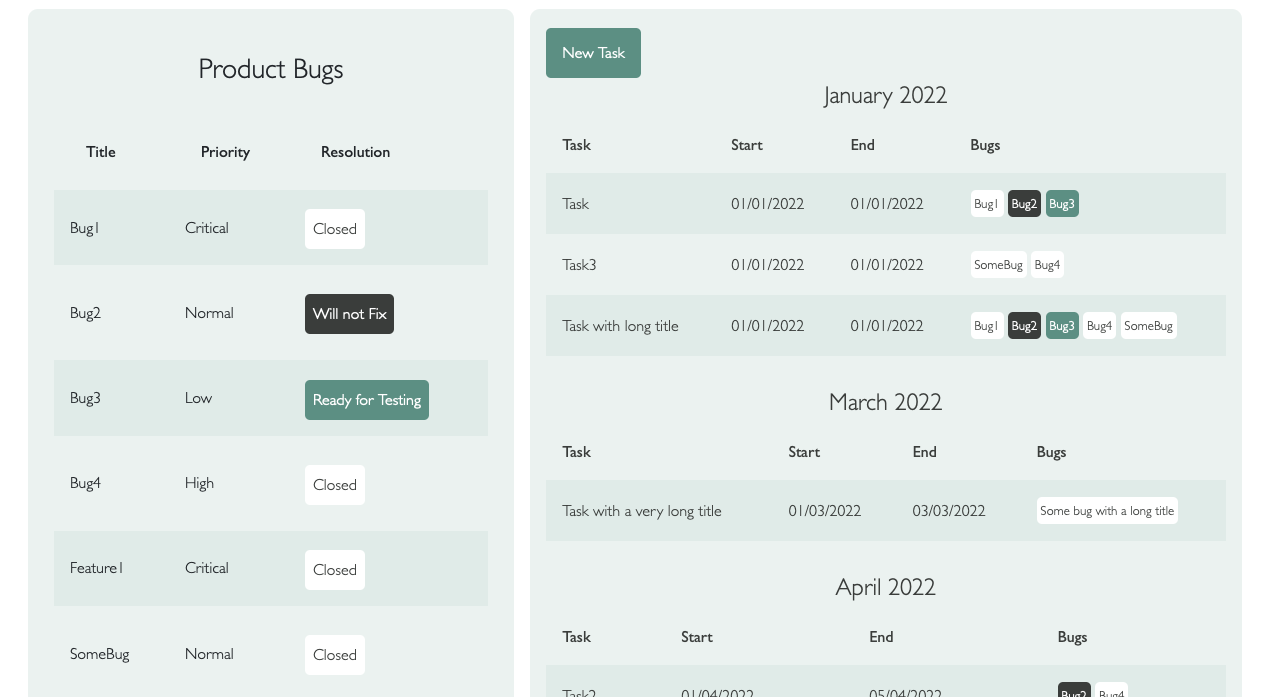 Product Bugs
Title Priority Resolution
Bug1 Critical Closed
Bug2 Normal Will not Fix
Bug3 Low Ready for Testing
Bug4 High Closed
Feature1 Critical Closed
SomeBug Normal Closed
New Task
January 2022
Task Start End Bugs
Task 01/01/2022 01/01/2022 Bug1 Bug2 Bug3
Task3 01/01/2022 01/01/2022 SomeBug Bug4
Task with long title 01/01/2022 01/01/2022 Bug1 Bug2 Bug3 Bug4 SomeBug
March 2022
Task Start End Bugs
Task with a very long title 01/03/2022 03/03/2022 Some bug with a long title
April 2022
Task Start End Bugs
Task2 01/04/2022 05/04/2022 Bug2 Bug4